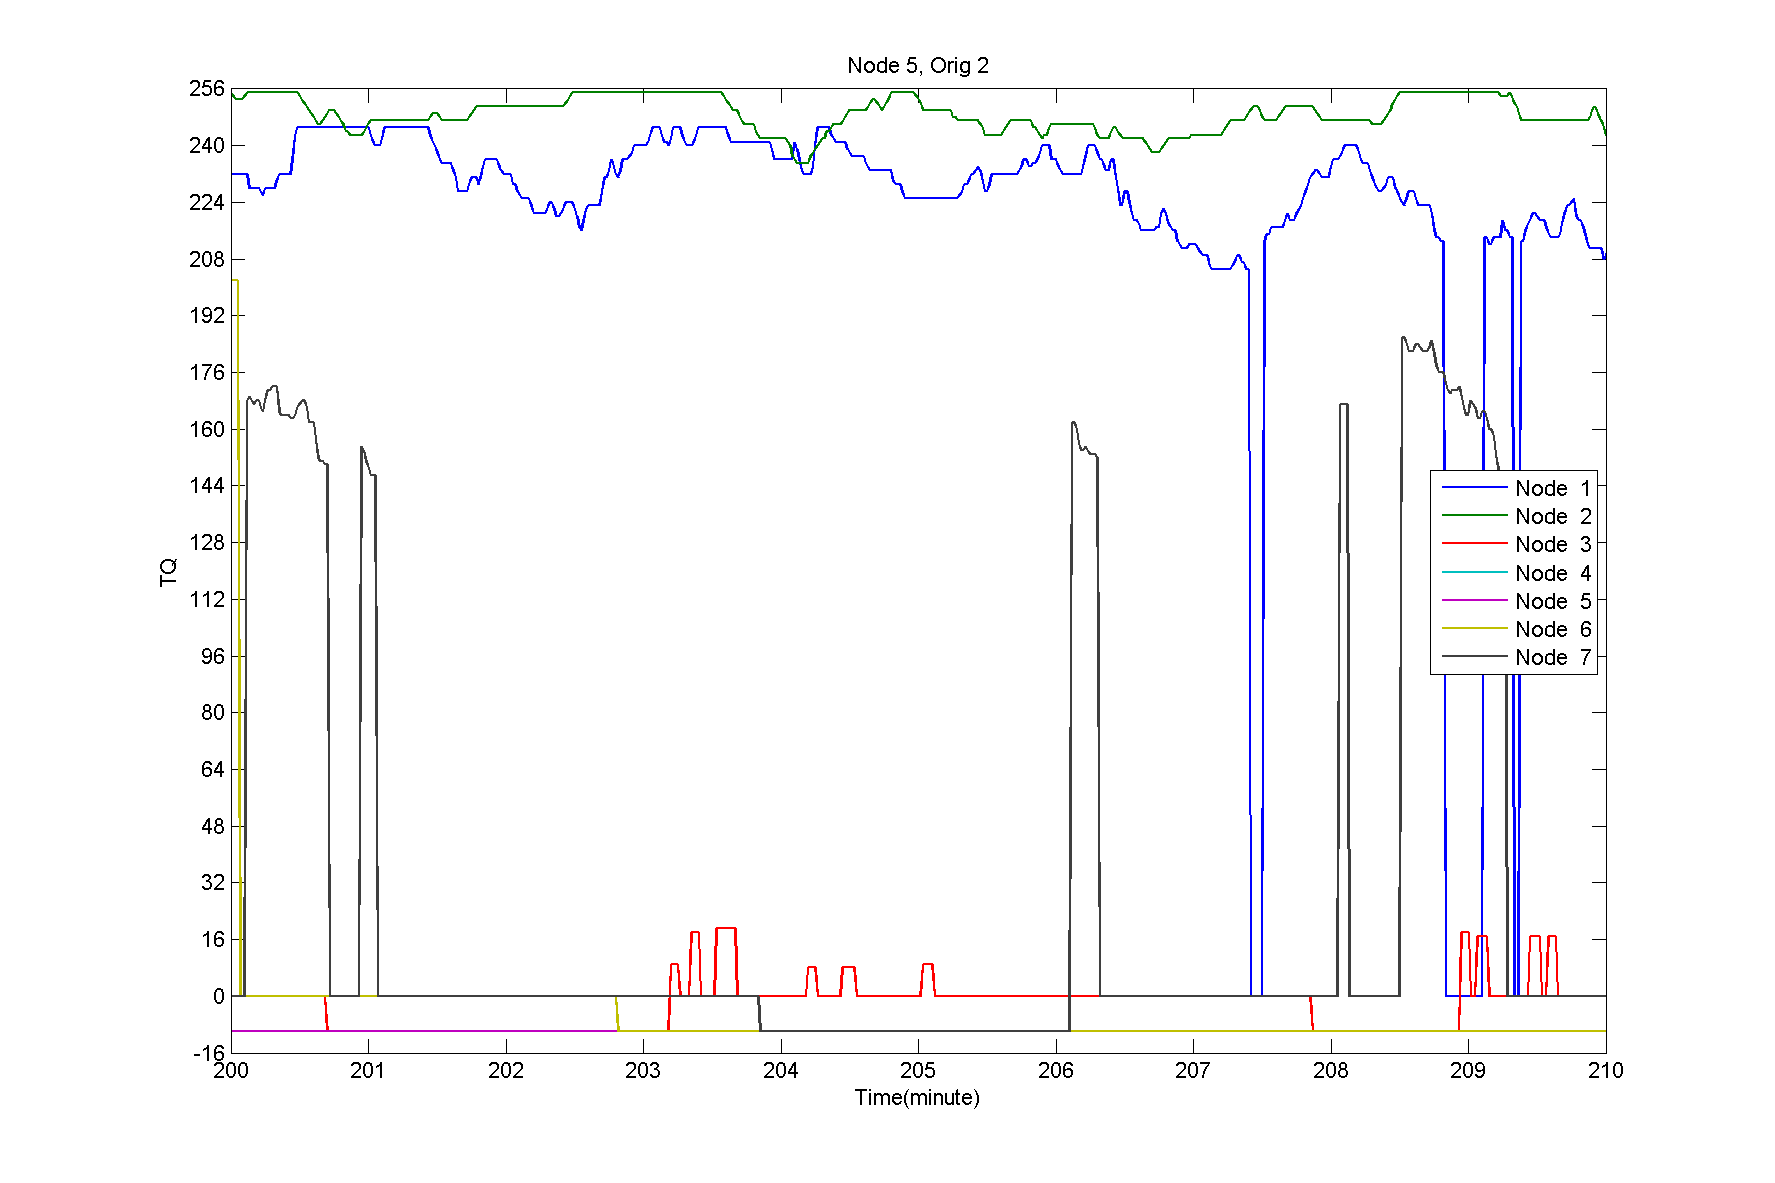 Node 5, Orig 2
256
240
224
208
192
176
160
144
128
112
96
80
64
48
32
16
0
-16
TQ
Node 1
Node 2
Node 3
Node 4
Node 5
Node 6
Node 7
200 201 202 203 204 205 206 207 208 209 210
Time(minute)